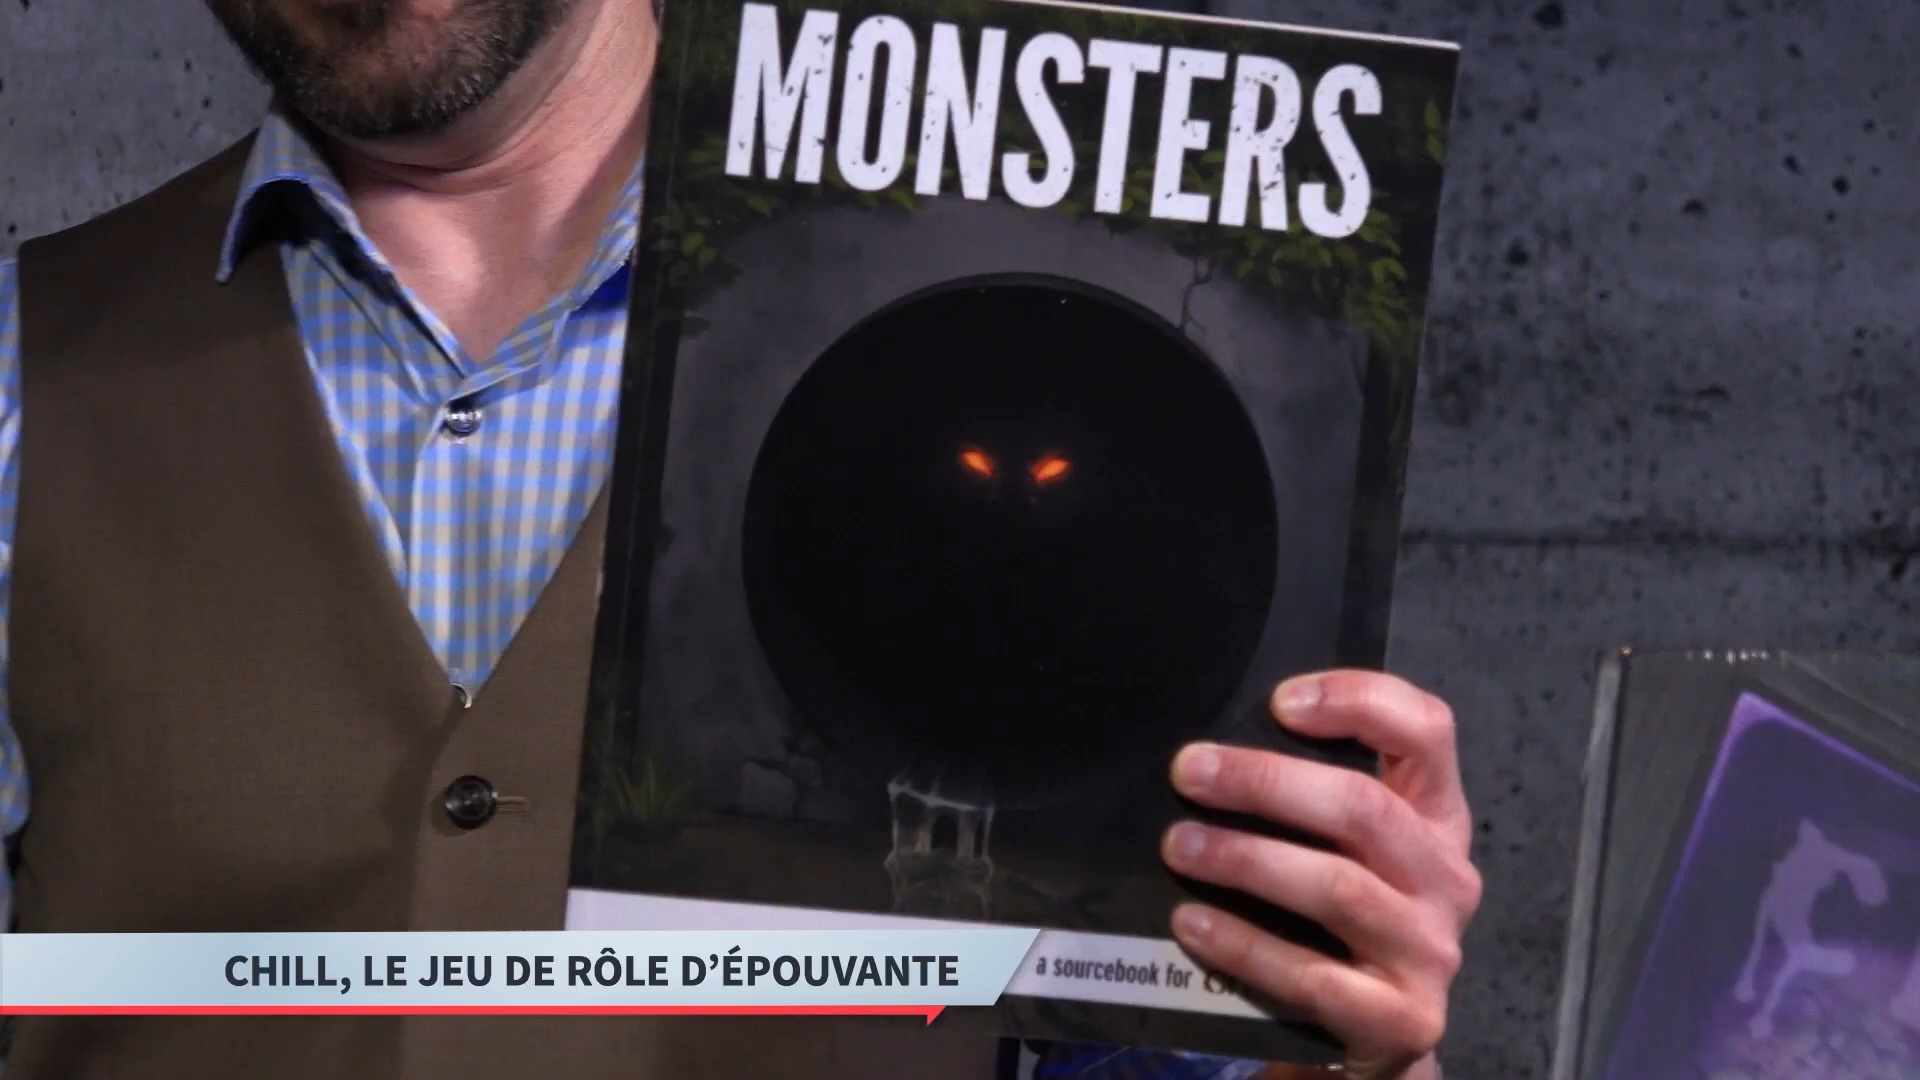 MONSTERS
a sourcebook for
CHILL, LE JEU DE RÔLE D’ÉPOUVANTE